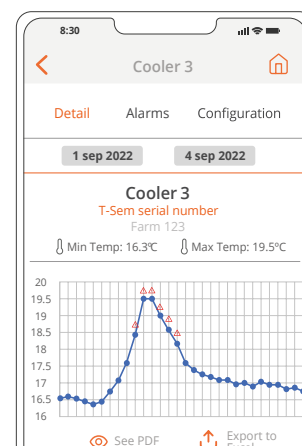 8:30
Cooler 3
Detail Alarms Configuration
1 sep 2022 4 sep 2022
Cooler 3
T-Sem serial number
Farm 123
Min Temp: 16.3ºC Max Temp: 19.5ºC
20
19.5
19
18.5
18
17.5
17
16.5
16
See PDF
Export to
Excel